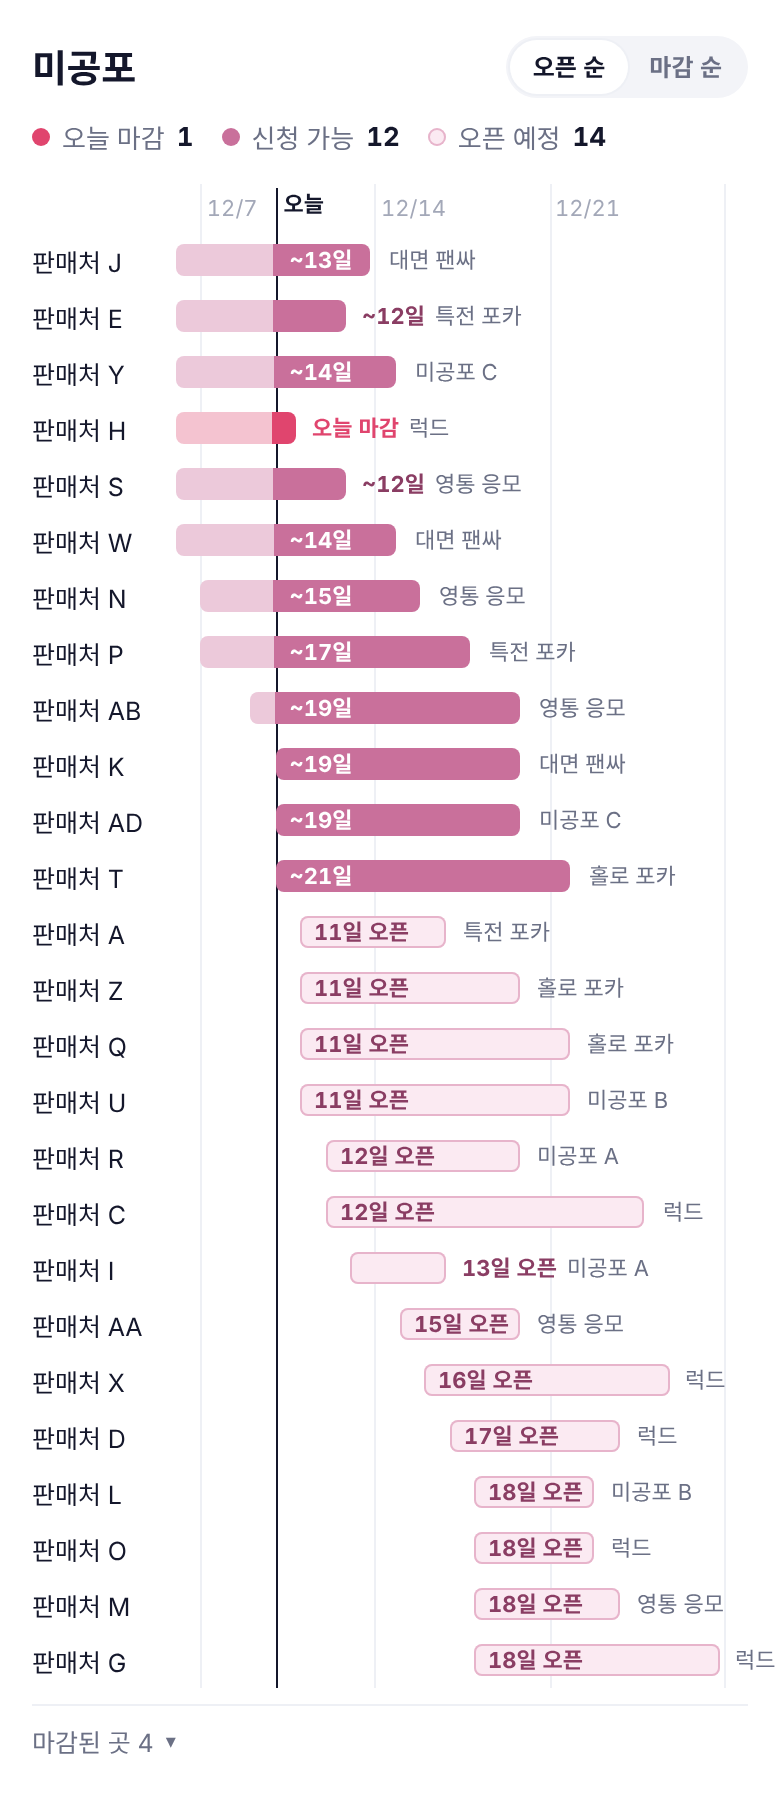 미공포
오픈 순 마감 순
오늘 마감 1 신청 가능 12 오픈 예정 14
12/7 오늘 12/14 12/21
판매처 J ~13일 대면 팬싸
판매처 E ~12일 특전 포카
판매처 Y ~14일 미공포 C
판매처 H 오늘 마감 럭드
판매처 S ~12일 영통 응모
판매처 W ~14일 대면 팬싸
판매처 N ~15일 영통 응모
판매처 P ~17일 특전 포카
판매처 AB ~19일 영통 응모
판매처 K ~19일 대면 팬싸
판매처 AD ~19일 미공포 C
판매처 T ~21일 홀로 포카
판매처 A 11일 오픈 특전 포카
판매처 Z 11일 오픈 홀로 포카
판매처 Q 11일 오픈 홀로 포카
판매처 U 11일 오픈 미공포 B
판매처 R 12일 오픈 미공포 A
판매처 C 12일 오픈 럭드
판매처 I 13일 오픈 미공포 A
판매처 AA 15일 오픈 영통 응모
판매처 X 16일 오픈 럭드
판매처 D 17일 오픈 럭드
판매처 L 18일 오픈 미공포 B
판매처 O 18일 오픈 럭드
판매처 M 18일 오픈 영통 응모
판매처 G 18일 오픈 럭드
마감된 곳 4 ▼